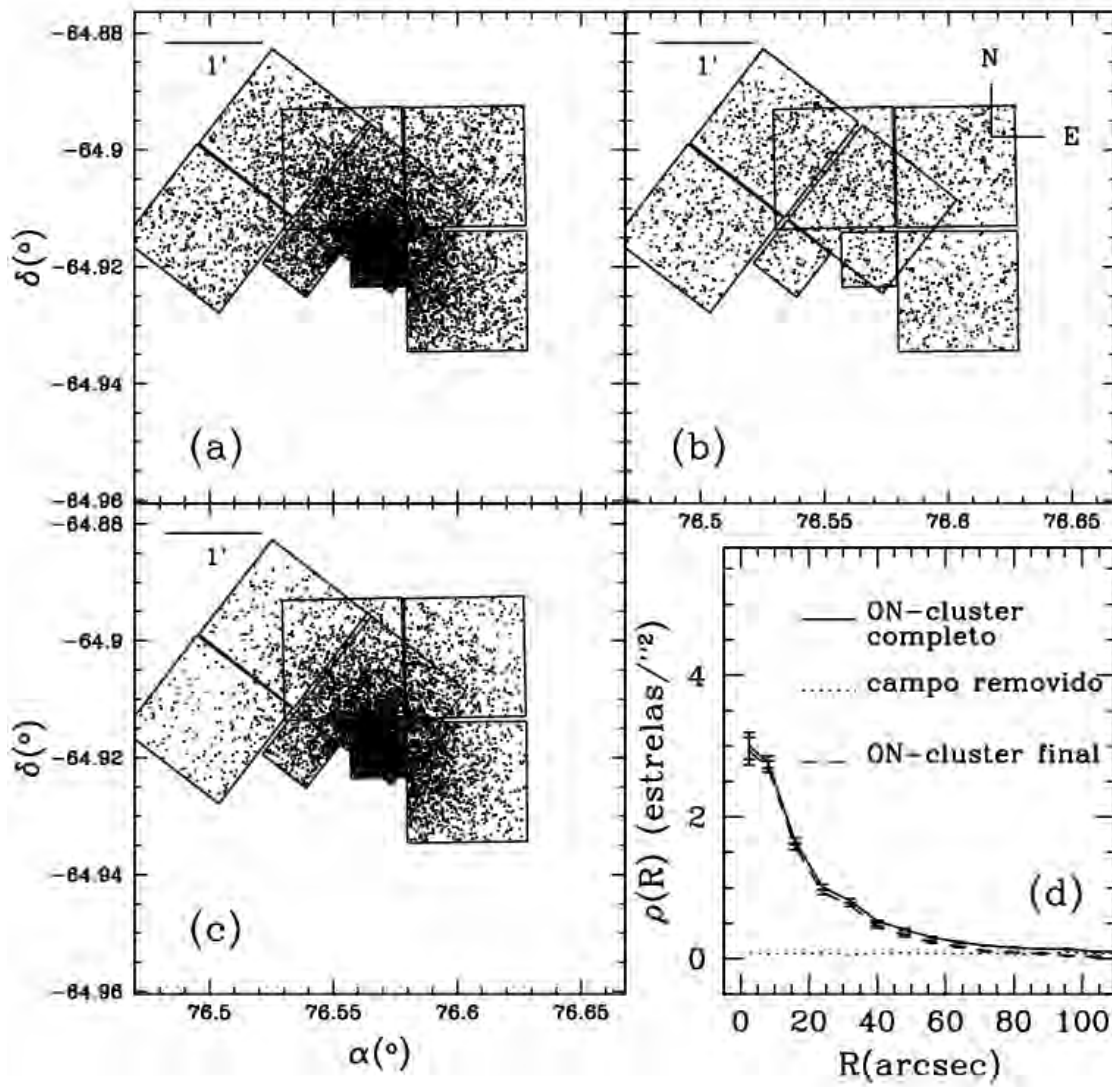 −64.88
−64.9
−64.92
−64.94
−64.96
δ(°)
1'
(a)
1'
N
E
(b)
76.5
76.55
76.6
76.65
−64.88
−64.9
−64.92
−64.94
−64.96
δ(°)
1'
(c)
76.5
76.55
76.6
76.65
α(°)
ρ(R) (estrelas/"²)
4
2
0
ON−cluster
completo
campo removido
ON−cluster final
(d)
0
20
40
60
80
100
R(arcsec)